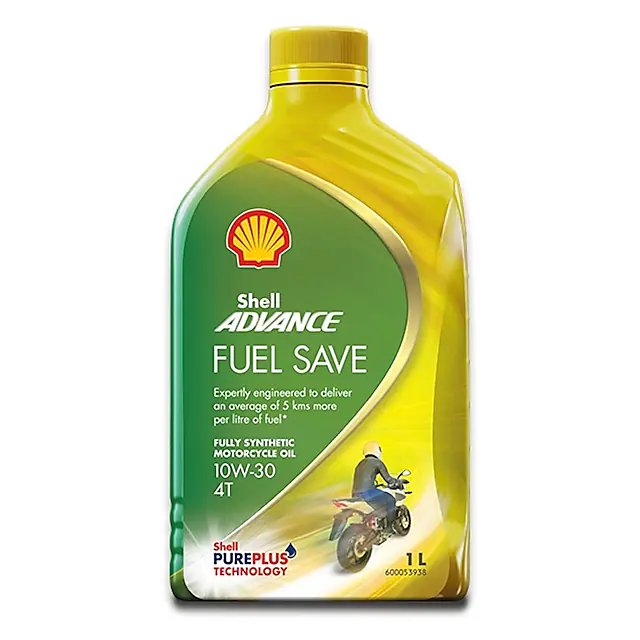 Shell
ADVANCE
FUEL SAVE
Expertly engineered to deliver
an average of 5 kms more
per litre of fuel*
FULLY SYNTHETIC
MOTORCYCLE OIL
10W-30
4T
Shell
PUREPLUS
TECHNOLOGY
1 L
600053938